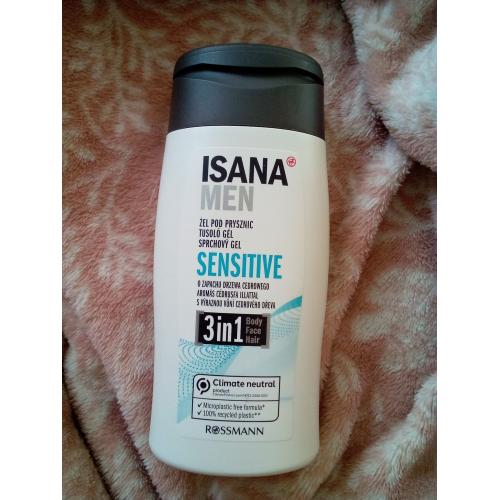 ISANA
MEN
ŻEL POD PRYSZNIC
TUSOLÓ GÉL
SPRCHOVÝ GEL
SENSITIVE
O ZAPACHU DRZEWA CEDROWEGO
AROMÁS CÉDRUSFA ILLATTAL
S VÝRAZNOU VŮNÍ CEDROVÉHO DŘEVA
3in1 Body
Face
Hair
Climate neutral
product
✓ Microplastic free formula*
✓ 100% recycled plastic**
ROSSMANN